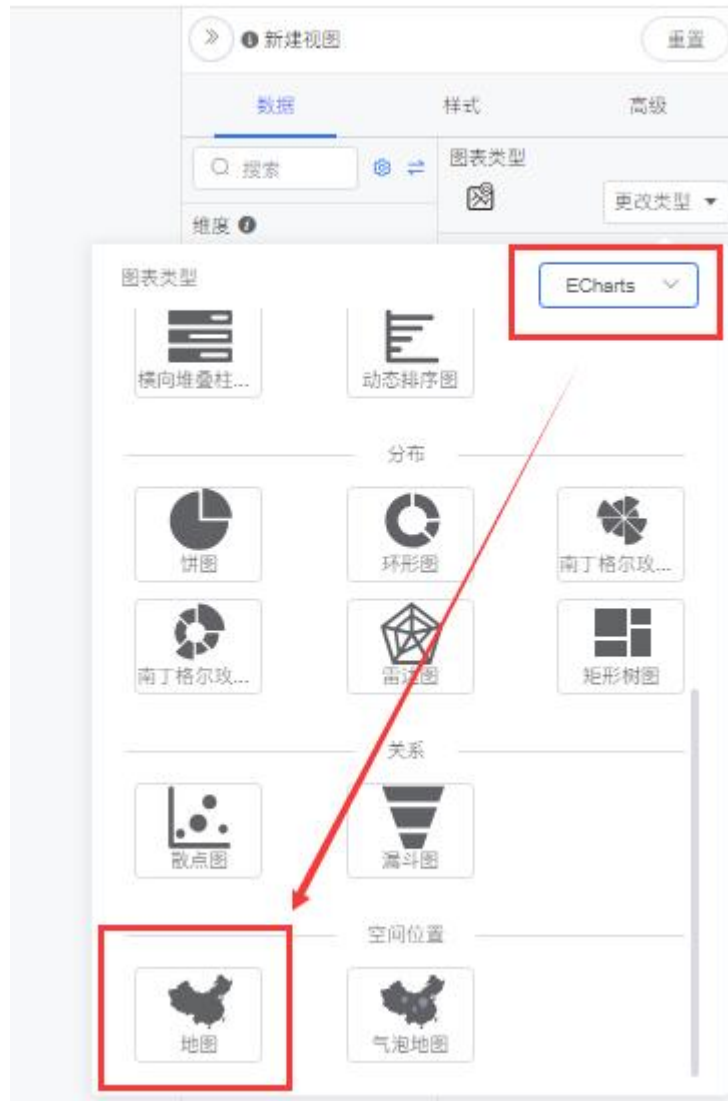 新建视图
重置
数据
样式
高级
搜索
图表类型
更改类型
维度
图表类型
ECharts
横向堆叠柱...
动态排序图
分布
饼图
环形图
南丁格尔玫...
南丁格尔玫...
雷达图
矩形树图
关系
散点图
漏斗图
空间位置
地图
气泡地图